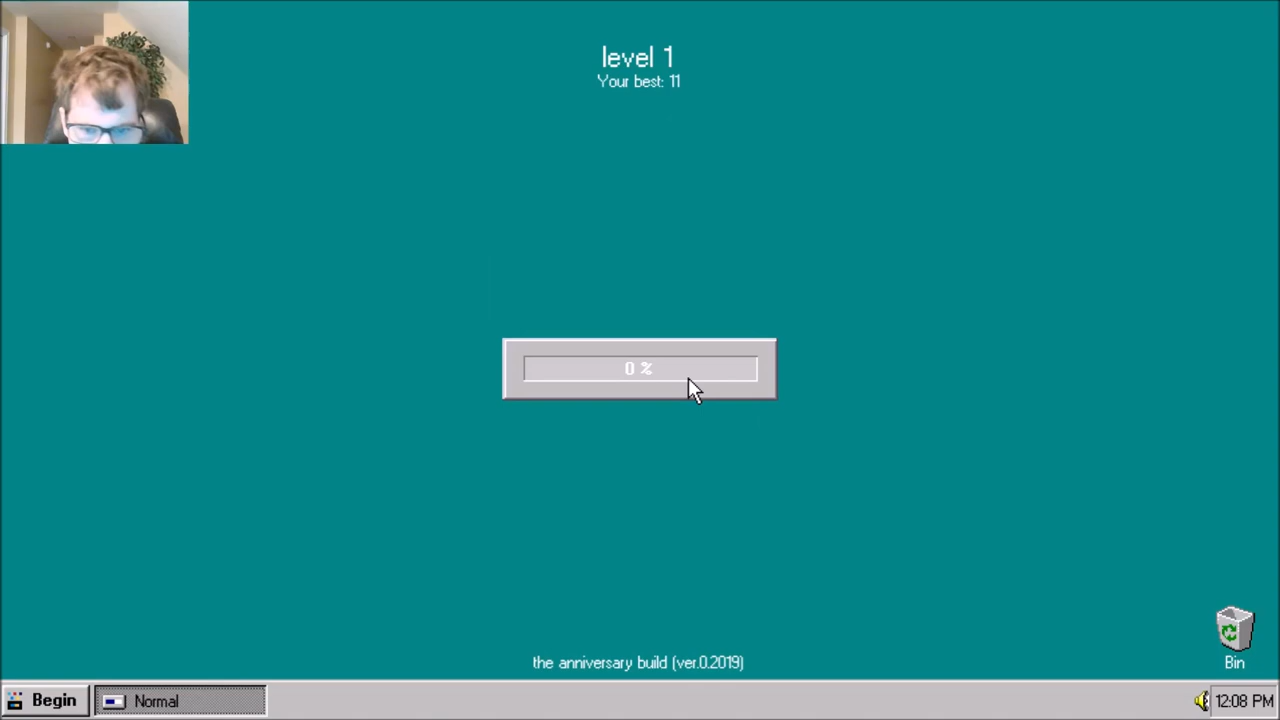 level 1
Your best: 11
0 %
the anniversary build (ver.0.2019)
Bin
Begin
Normal
12:08 PM